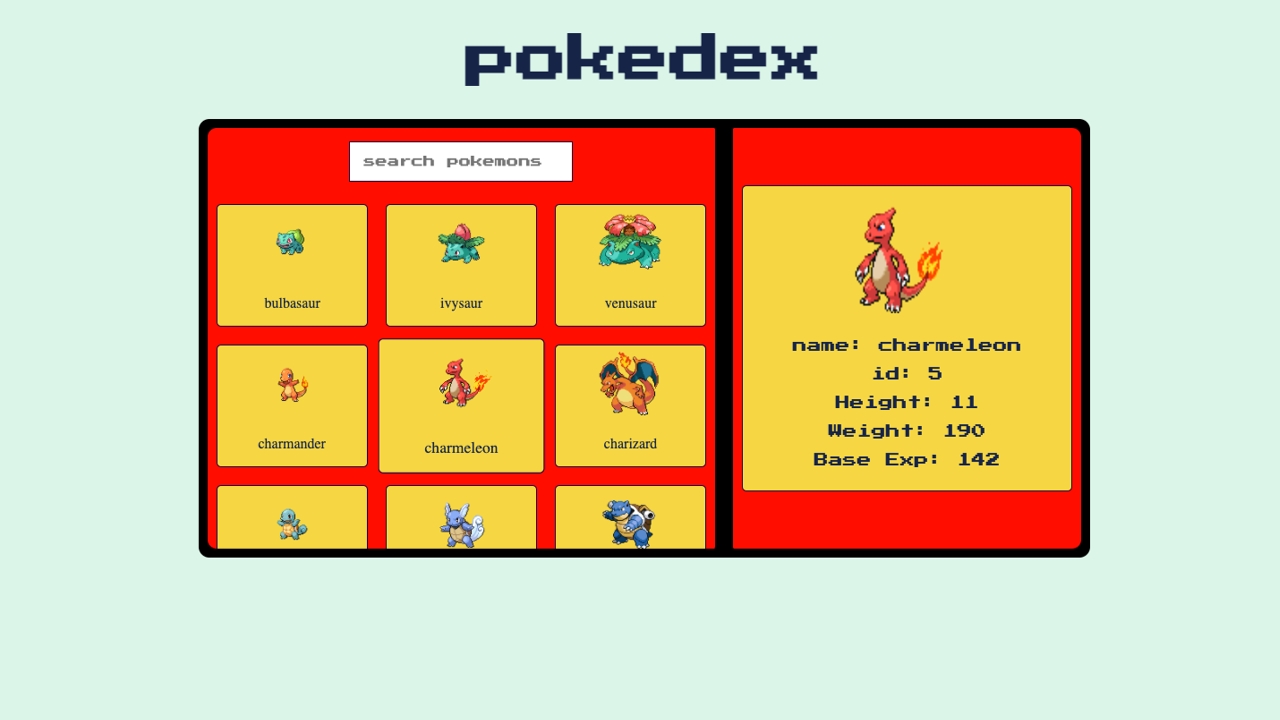 pokedex
search pokemons
bulbasaur
ivysaur
venusaur
charmander
charmeleon
charizard
name: charmeleon
id: 5
Height: 11
Weight: 190
Base Exp: 142